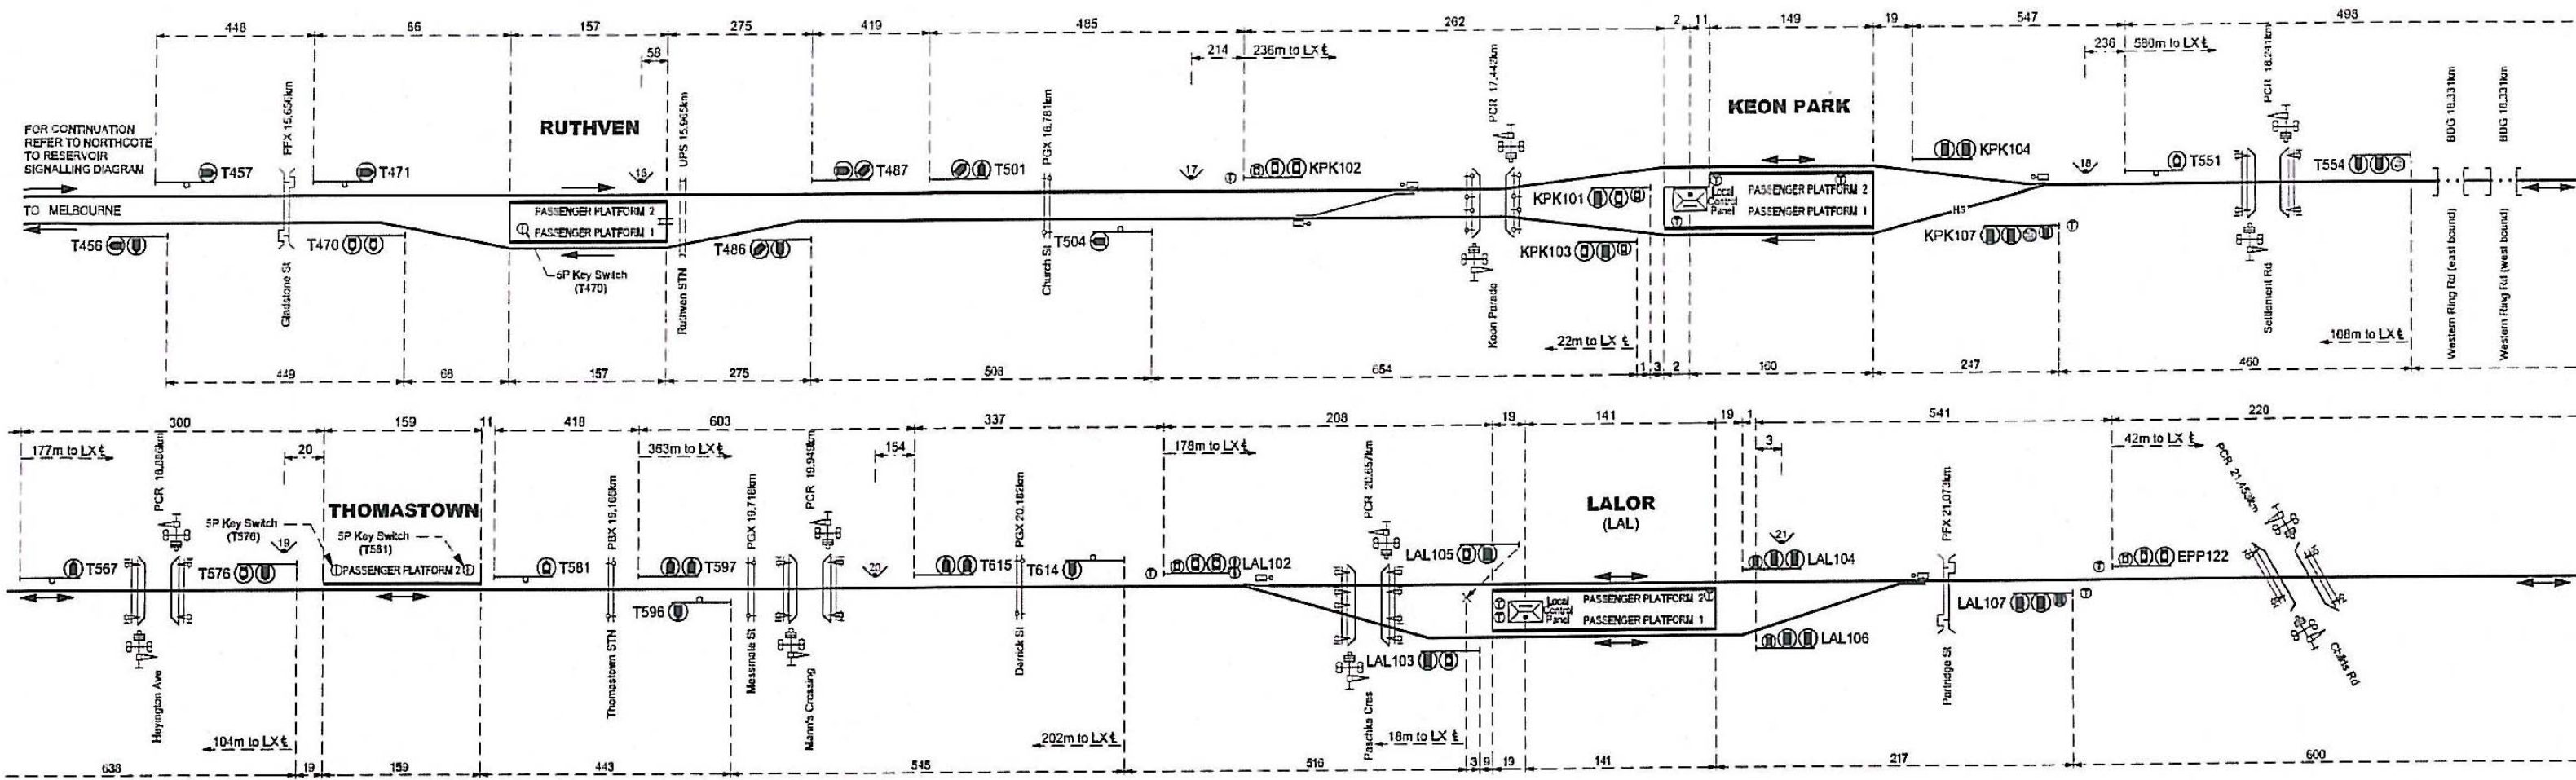 448 66 157 275 419 485 262 2 11 149 19 547 498
58
214 236m to LX ℄
236 580m to LX ℄
FOR CONTINUATION
REFER TO NORTHCOTE
TO RESERVOIR
SIGNALLING DIAGRAM
TO MELBOURNE
T457
Gladstone St
T471
RUTHVEN
16
UPS 15.965km
Ruthven STN
PASSENGER PLATFORM 2
PASSENGER PLATFORM 1
5P Key Switch
(T470)
T456
T470
T486
T487
T501
PGX 16.781km
Church St
T504
17
KPK102
PCR 17.442km
Keon Parade
KPK101
KPK103
KEON PARK
Local
Control
Panel
PASSENGER PLATFORM 2
PASSENGER PLATFORM 1
KPK104
HS
KPK107
18
T551
PCR 18.241km
Settlement Rd
T554
BDG 18.331km
Western Ring Rd (east bound)
BDG 18.331km
Western Ring Rd (west bound)
22m to LX ℄
108m to LX ℄
449 68 157 275 508 654 1 3 2 160 247 460
300 159 11 418 603 337 208 19 141 19 1 541 220
177m to LX ℄
20
363m to LX ℄
154
178m to LX ℄
3
42m to LX ℄
T567
Heyington Ave
T576
19
THOMASTOWN
5P Key Switch
(T576)
5P Key Switch
(T581)
PASSENGER PLATFORM 2
T581
PBX 19.166km
Thomastown STN
T597
T596
PGX 19.716km
Messmate St
PCR 19.949km
Mann's Crossing
20
T615
PGX 20.182km
Derrick St
T614
LAL102
PCR 20.657km
Paschke Cres
LAL105
LAL103
LALOR
(LAL)
Local
Control
Panel
PASSENGER PLATFORM 2
PASSENGER PLATFORM 1
21
LAL104
LAL106
PFX 21.073km
Partridge St
LAL107
EPP122
PCR 21.453km
Childs Rd
104m to LX ℄
202m to LX ℄
18m to LX ℄
638 19 159 443 545 516 3 9 19 141 217 600